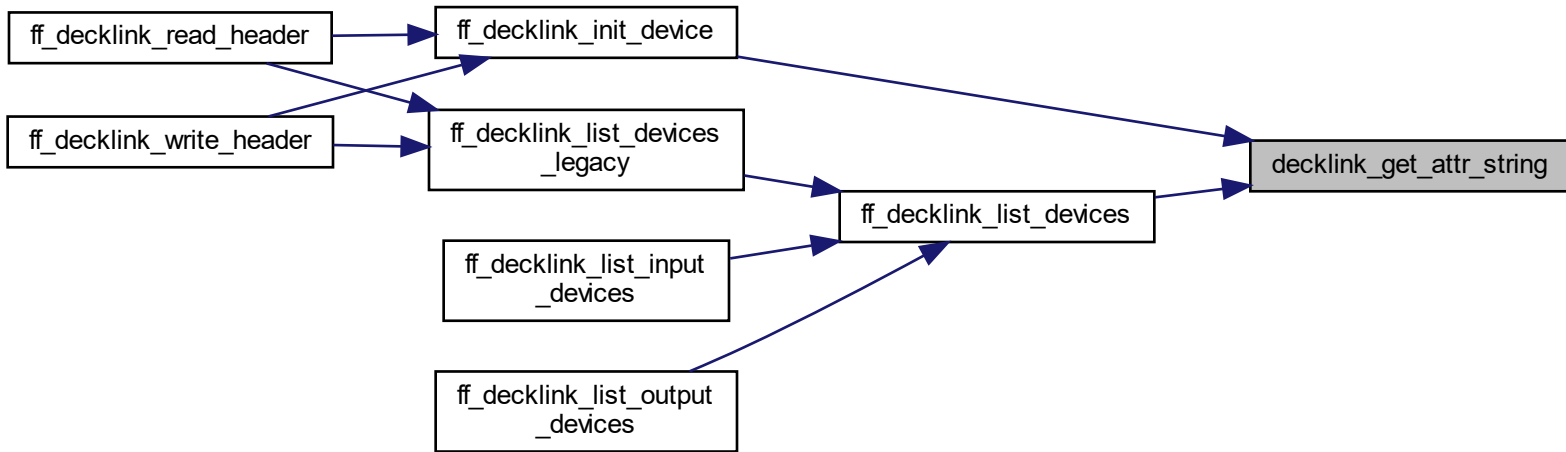 ff_decklink_read_header
ff_decklink_init_device
ff_decklink_write_header
ff_decklink_list_devices
_legacy
decklink_get_attr_string
ff_decklink_list_devices
ff_decklink_list_input
_devices
ff_decklink_list_output
_devices